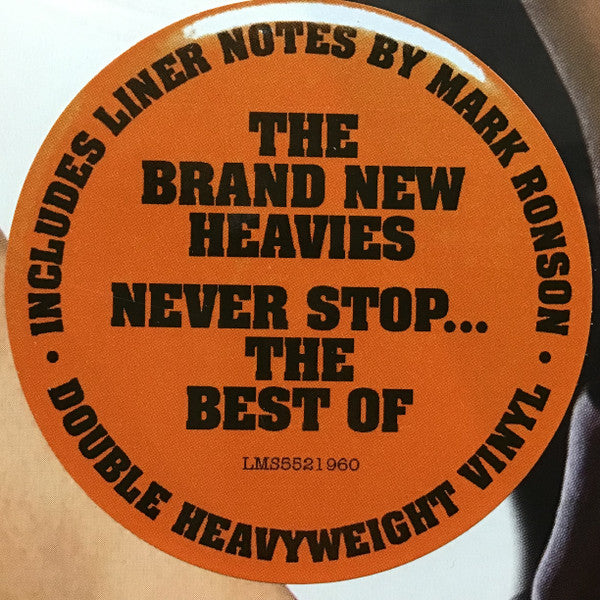 • INCLUDES LINER NOTES BY MARK RONSON •
THE
BRAND NEW
HEAVIES
NEVER STOP...
THE
BEST OF
LMS5521960
DOUBLE HEAVYWEIGHT VINYL